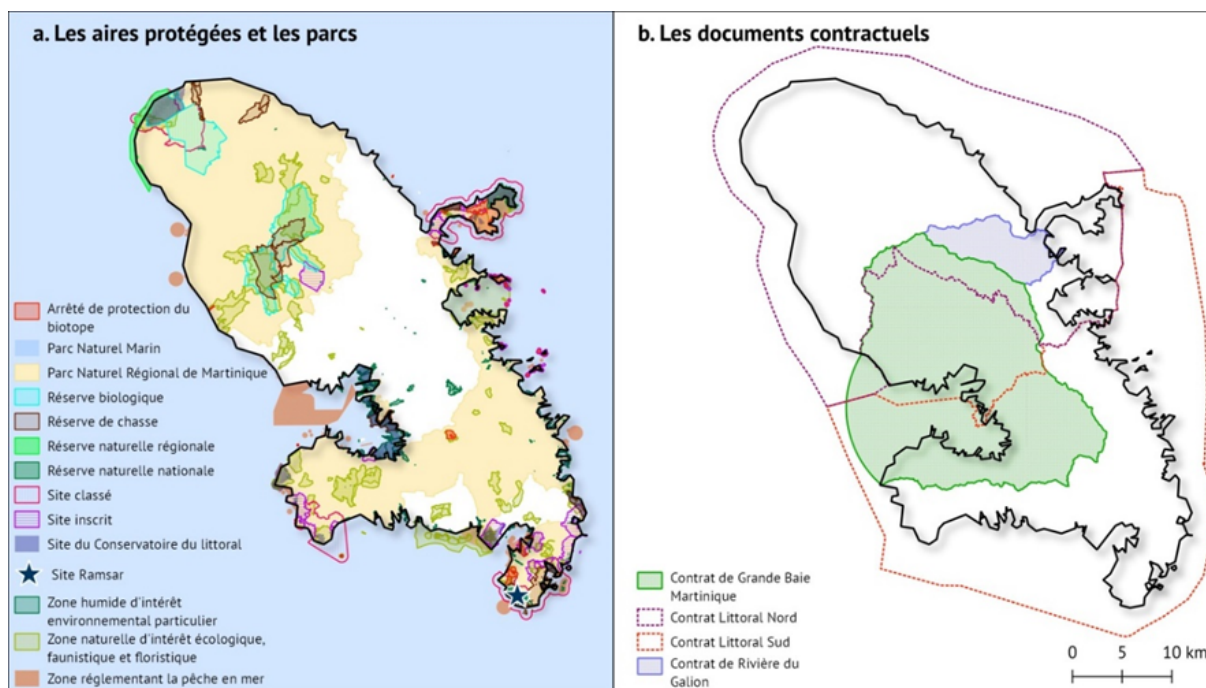 a. Les aires protégées et les parcs
Arrêté de protection du
biotope
Parc Naturel Marin
Parc Naturel Régional de Martinique
Réserve biologique
Réserve de chasse
Réserve naturelle régionale
Réserve naturelle nationale
Site classé
Site inscrit
Site du Conservatoire du littoral
Site Ramsar
Zone humide d'intérêt
environnemental particulier
Zone naturelle d'intérêt écologique,
faunistique et floristique
Zone réglementant la pêche en mer
b. Les documents contractuels
Contrat de Grande Baie
Martinique
Contrat Littoral Nord
Contrat Littoral Sud
Contrat de Rivière du
Galion
0 5 10 km